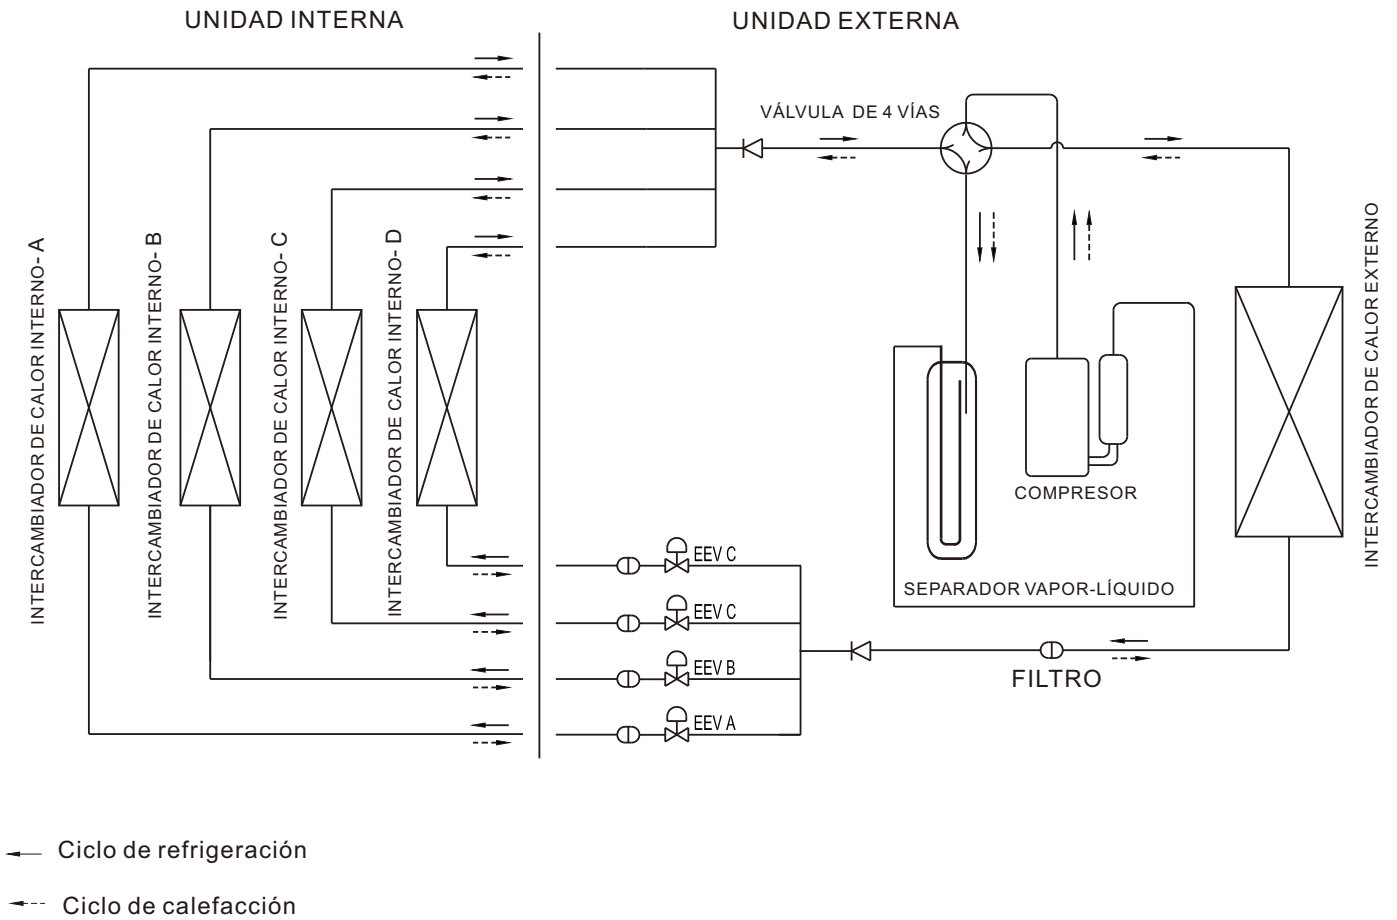 UNIDAD INTERNA
UNIDAD EXTERNA
VÁLVULA DE 4 VÍAS
INTERCAMBIADOR DE CALOR INTERNO- A
INTERCAMBIADOR DE CALOR INTERNO- B
INTERCAMBIADOR DE CALOR INTERNO- C
INTERCAMBIADOR DE CALOR INTERNO- D
INTERCAMBIADOR DE CALOR EXTERNO
COMPRESOR
SEPARADOR VAPOR-LÍQUIDO
EEV C
EEV C
EEV B
EEV A
FILTRO
Ciclo de refrigeración
Ciclo de calefacción